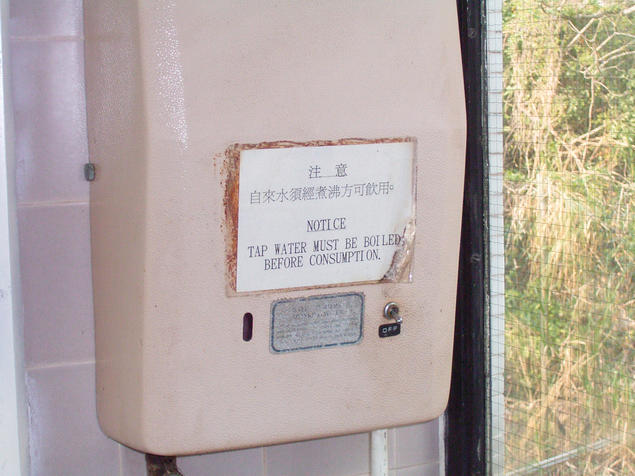 注 意
自來水須經煮沸方可飲用。
NOTICE
TAP WATER MUST BE BOILED
BEFORE CONSUMPTION.
OFF